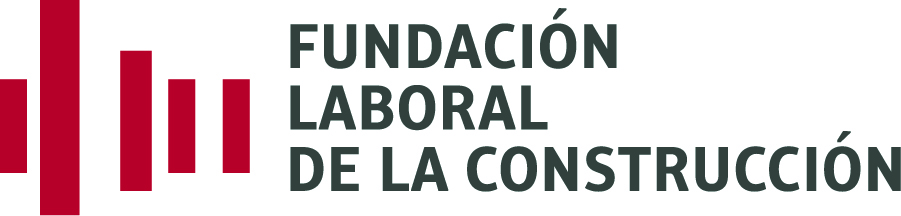 FUNDACIÓN
LABORAL
DE LA CONSTRUCCIÓN